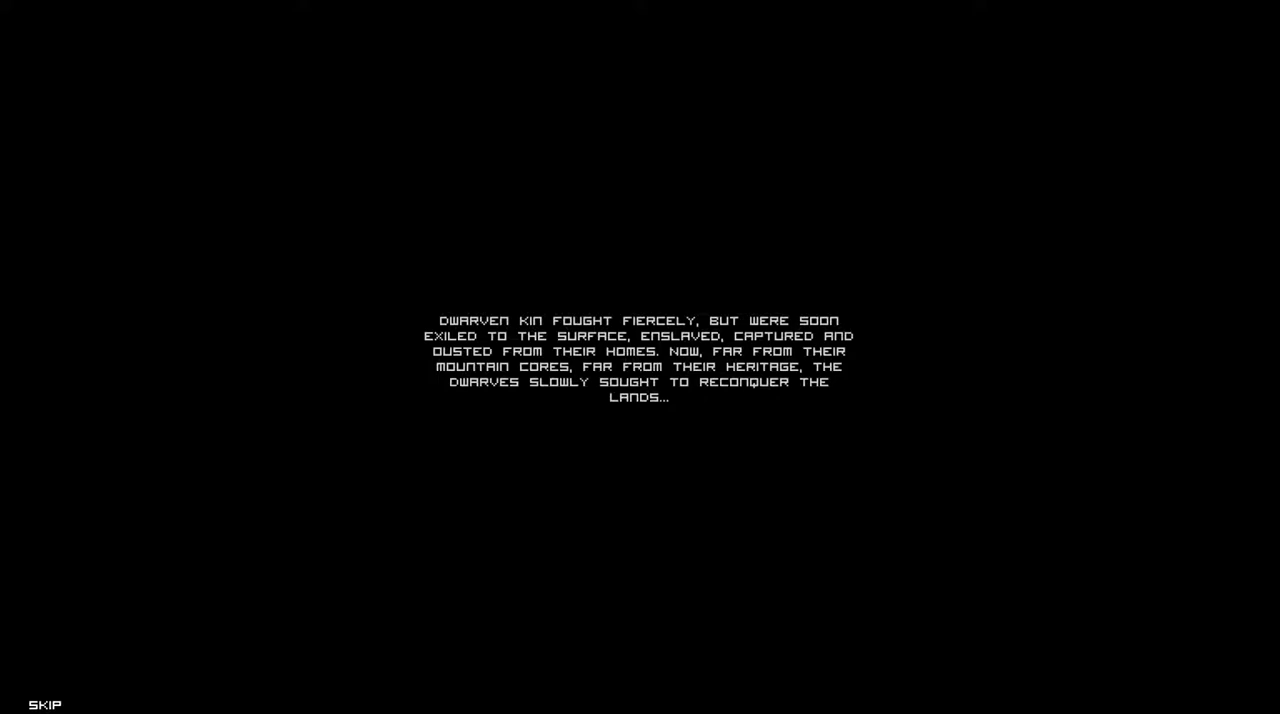 DWARVEN KIN FOUGHT FIERCELY, BUT WERE SOON
EXILED TO THE SURFACE, ENSLAVED, CAPTURED AND
OUSTED FROM THEIR HOMES. NOW, FAR FROM THEIR
MOUNTAIN CORES, FAR FROM THEIR HERITAGE, THE
DWARVES SLOWLY SOUGHT TO RECONQUER THE
LANDS...
SKIP